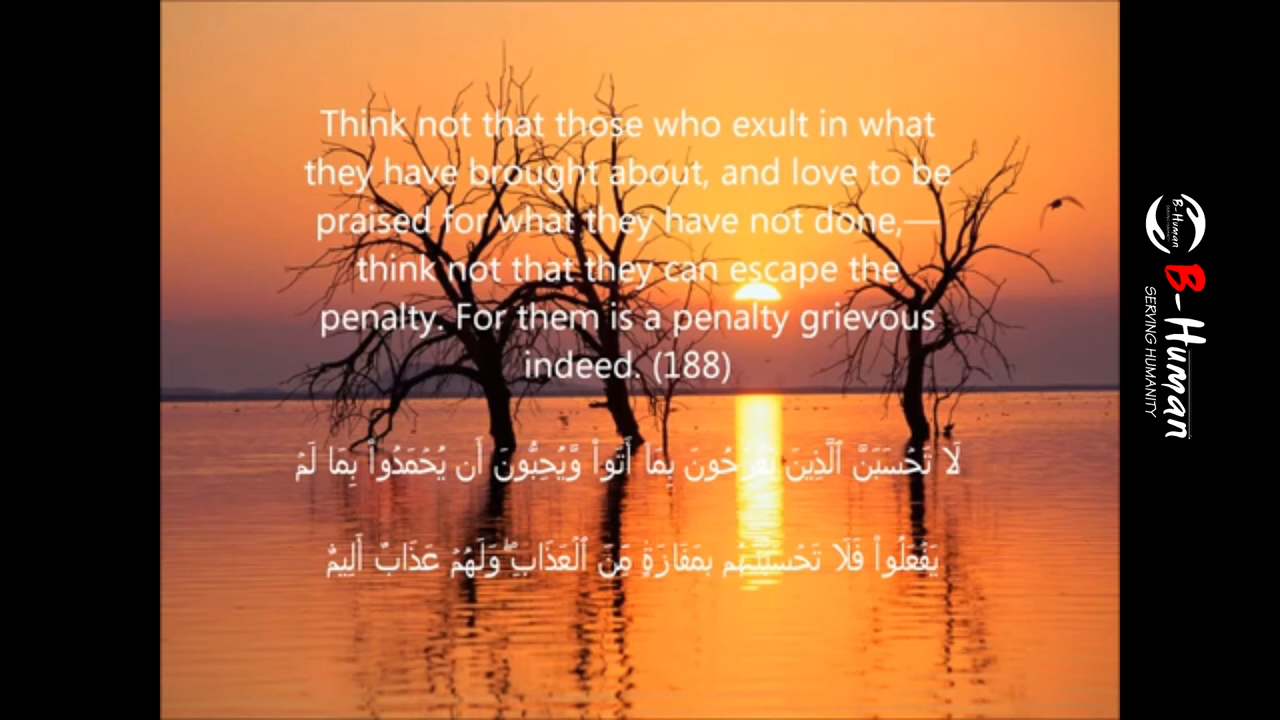 Think not that those who exult in what
they have brought about, and love to be
praised for what they have not done,—
think not that they can escape the
penalty. For them is a penalty grievous
indeed. (188)
لَا تَحْسَبَنَّ ٱلَّذِينَ يَفْرَحُونَ بِمَآ أَتَوا۟ وَّيُحِبُّونَ أَن يُحْمَدُوا۟ بِمَا لَمْ
يَفْعَلُوا۟ فَلَا تَحْسَبَنَّهُم بِمَفَازَةٍ مِّنَ ٱلْعَذَابِ ۖ وَلَهُمْ عَذَابٌ أَلِيمٌ
B-Human
B-Human
SERVING HUMANITY